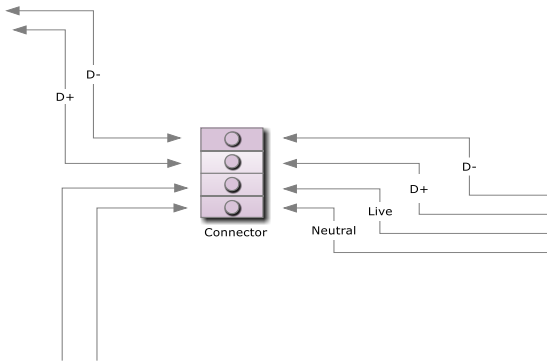 D-
D+
D-
D+
Live
Neutral
Connector